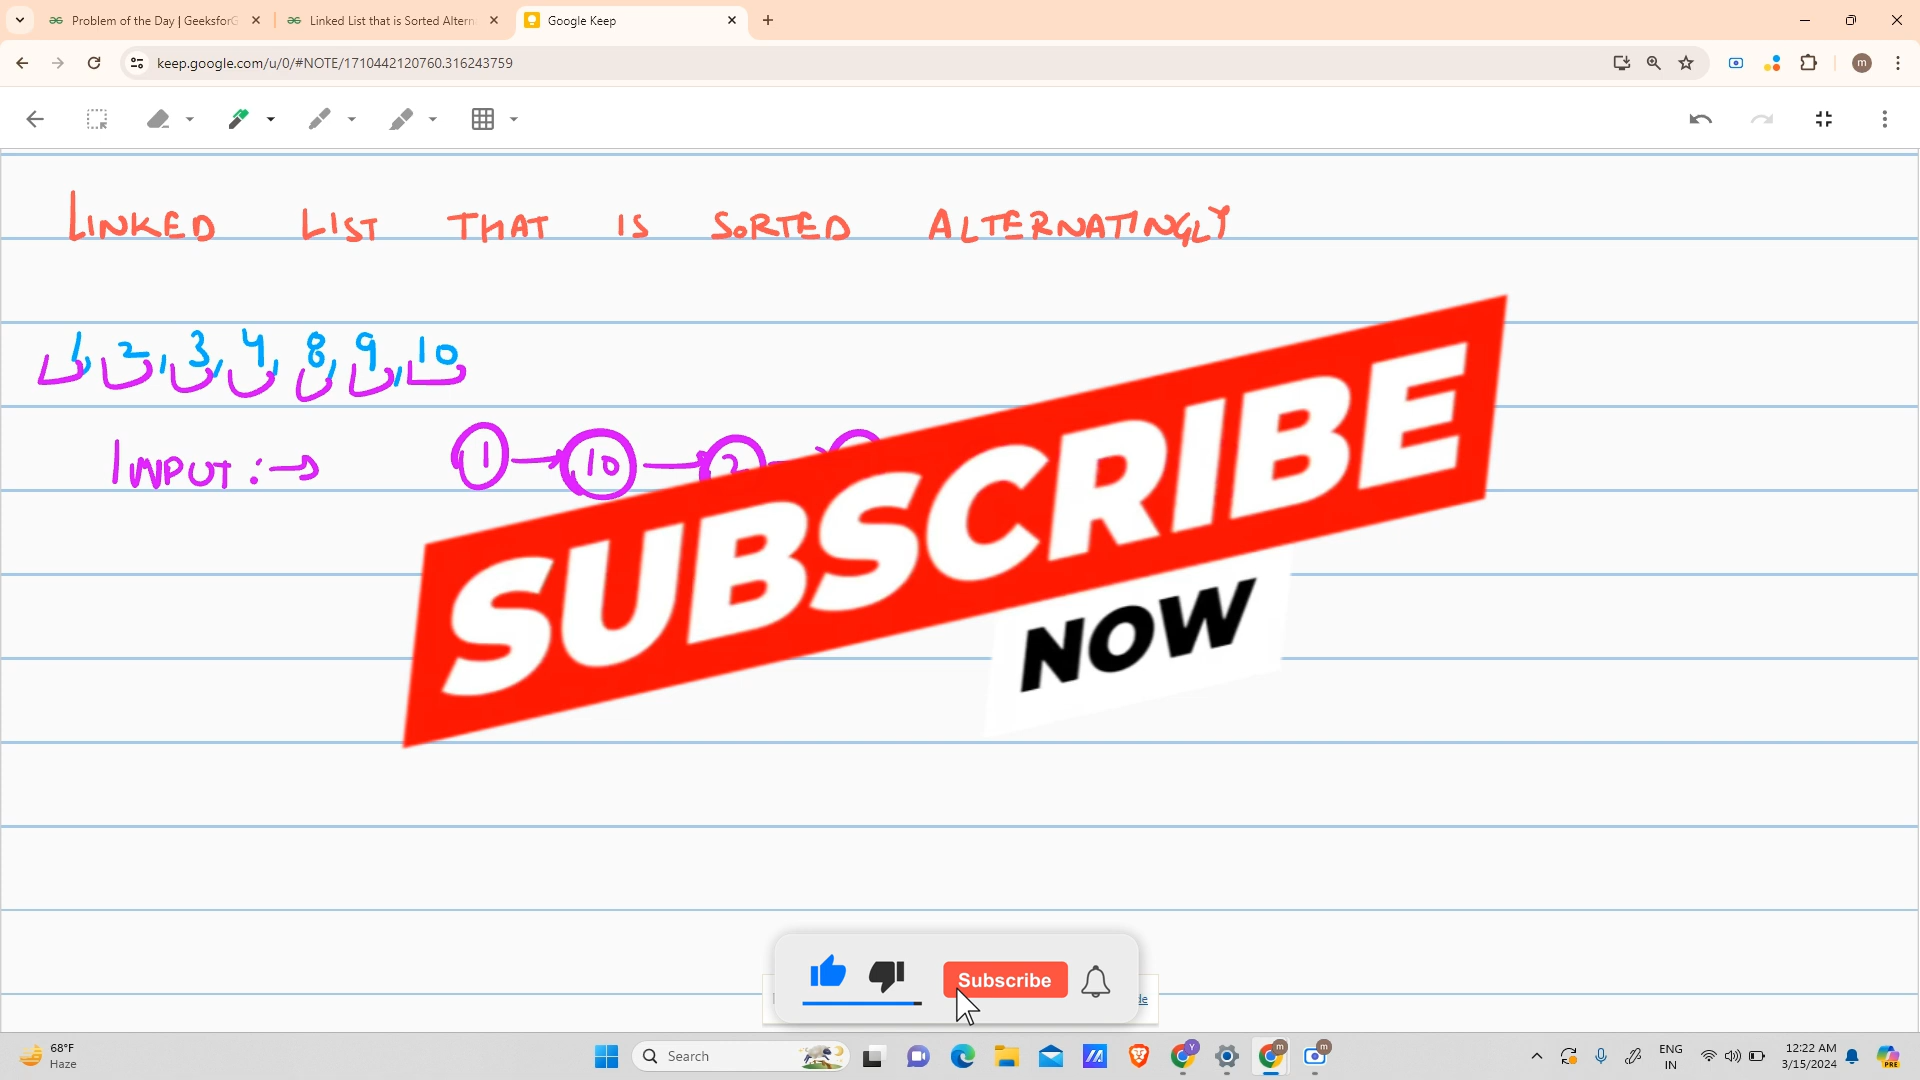 Problem of the Day | GeeksforG
Linked List that is Sorted Altern
Google Keep
keep.google.com/u/0/#NOTE/1710442120760.316243759
m
LINKED LIST THAT IS SORTED ALTERNATINGLY
1, 2, 3, 4, 8, 9, 10
INPUT :→ 1 → 10 → 2
SUBSCRIBE
NOW
Subscribe
de
68°F
Haze
Search
ENG
IN
12:22 AM
3/15/2024